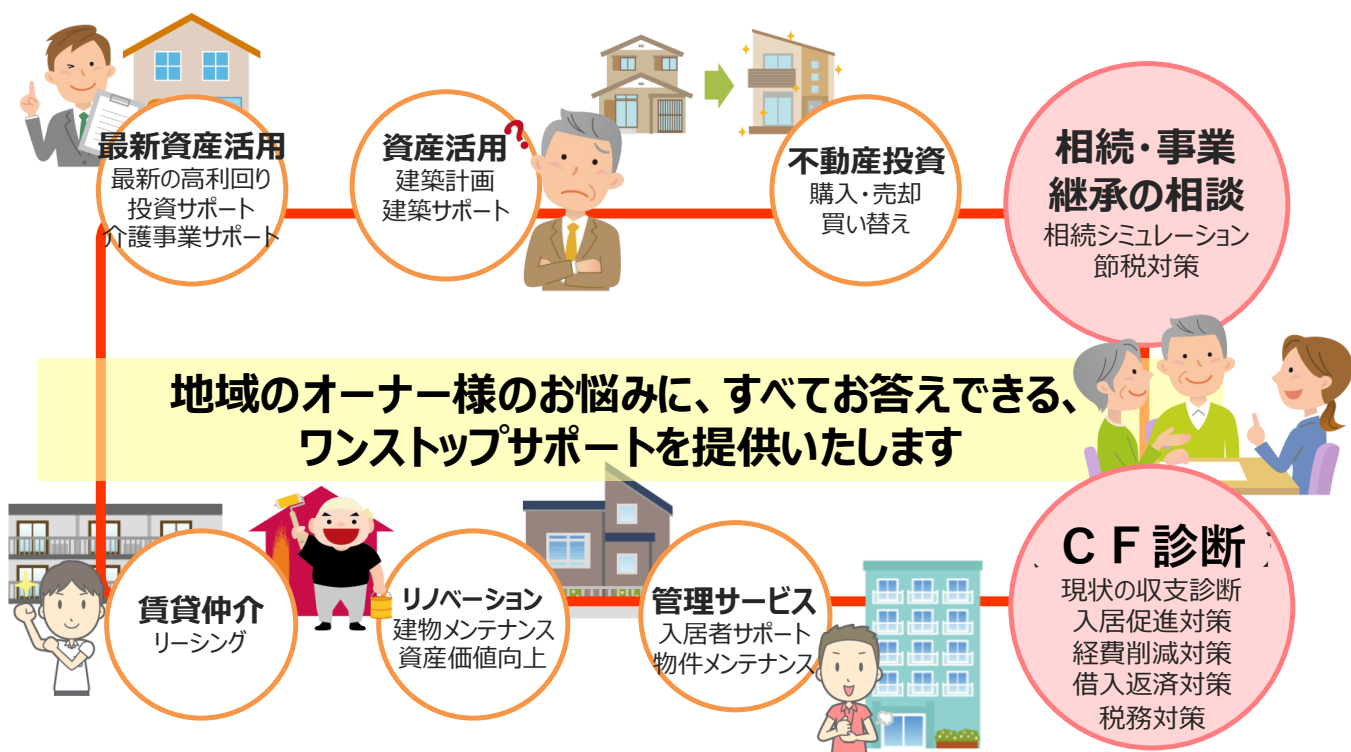 最新資産活用
最新の高利回り
投資サポート
介護事業サポート
資産活用
建築計画
建築サポート
?
不動産投資
購入・売却
買い替え
相続・事業
継承の相談
相続シミュレーション
節税対策
地域のオーナー様のお悩みに、すべてお答えできる、
ワンストップサポートを提供いたします
賃貸仲介
リーシング
リノベーション
建物メンテナンス
資産価値向上
管理サービス
入居者サポート
物件メンテナンス
CF診断
現状の収支診断
入居促進対策
経費削減対策
借入返済対策
税務対策